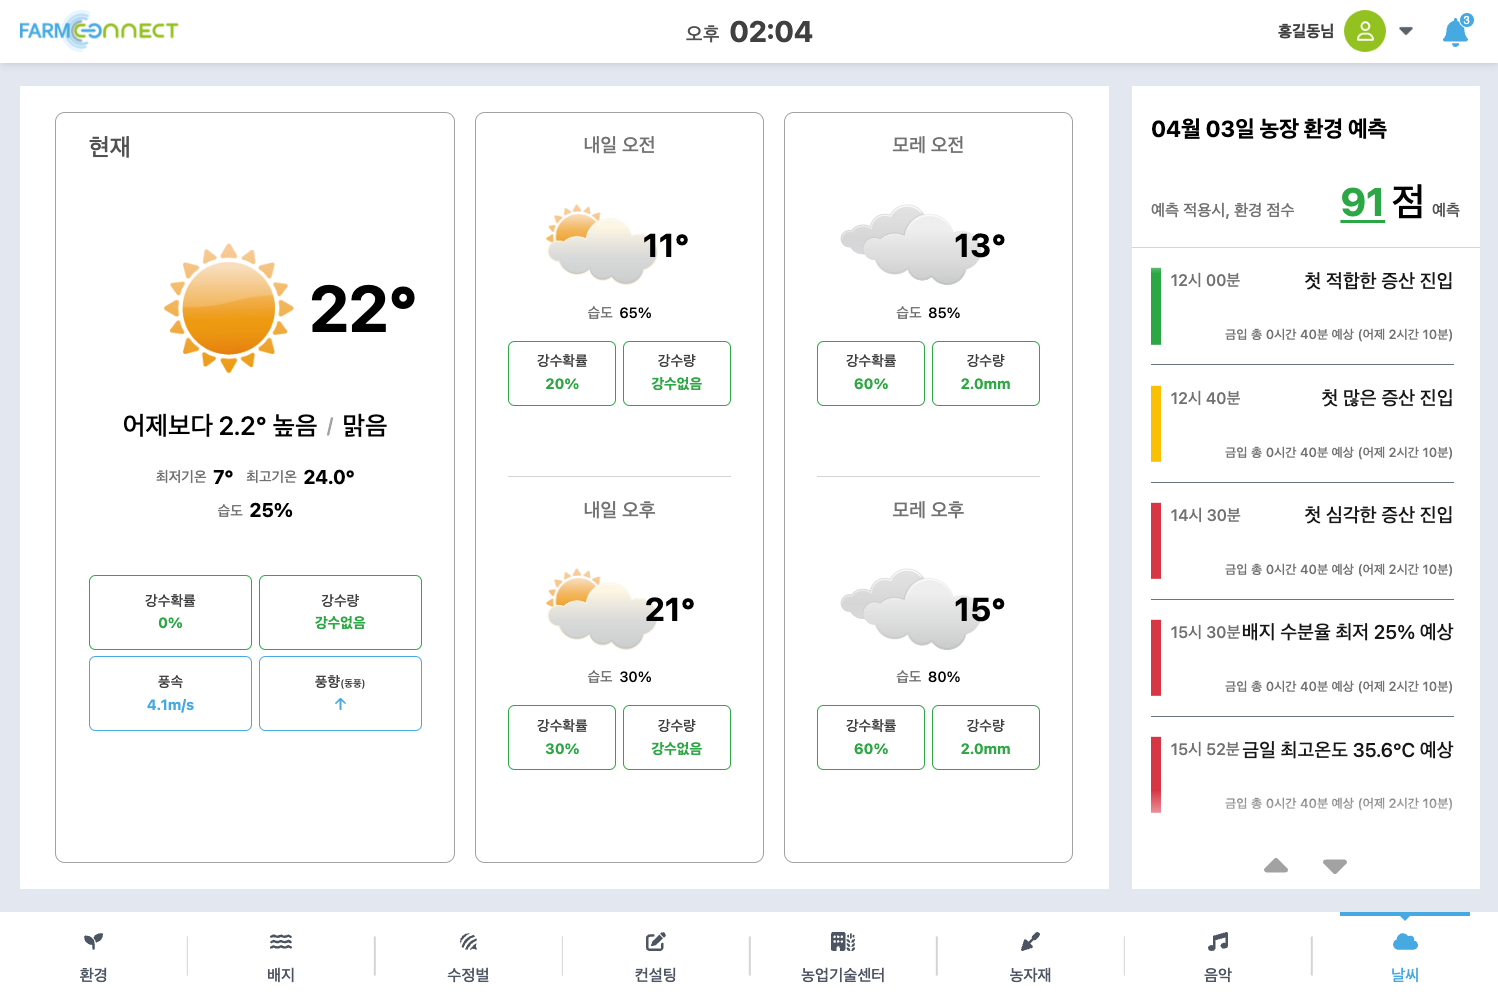 FARMCONNECT
오후 02:04
홍길동님
3
현재
22°
어제보다 2.2° 높음 / 맑음
최저기온 7° 최고기온 24.0°
습도 25%
강수확률
0%
강수량
강수없음
풍속
4.1m/s
풍향(동풍)
↑
내일 오전
11°
습도 65%
강수확률
20%
강수량
강수없음
내일 오후
21°
습도 30%
강수확률
30%
강수량
강수없음
모레 오전
13°
습도 85%
강수확률
60%
강수량
2.0mm
모레 오후
15°
습도 80%
강수확률
60%
강수량
2.0mm
04월 03일 농장 환경 예측
예측 적용시, 환경 점수 91 점 예측
12시 00분 첫 적합한 증산 진입
금입 총 0시간 40분 예상 (어제 2시간 10분)
12시 40분 첫 많은 증산 진입
금입 총 0시간 40분 예상 (어제 2시간 10분)
14시 30분 첫 심각한 증산 진입
금입 총 0시간 40분 예상 (어제 2시간 10분)
15시 30분 배지 수분율 최저 25% 예상
금입 총 0시간 40분 예상 (어제 2시간 10분)
15시 52분 금일 최고온도 35.6°C 예상
금입 총 0시간 40분 예상 (어제 2시간 10분)
환경
배지
수정벌
컨설팅
농업기술센터
농자재
음악
날씨